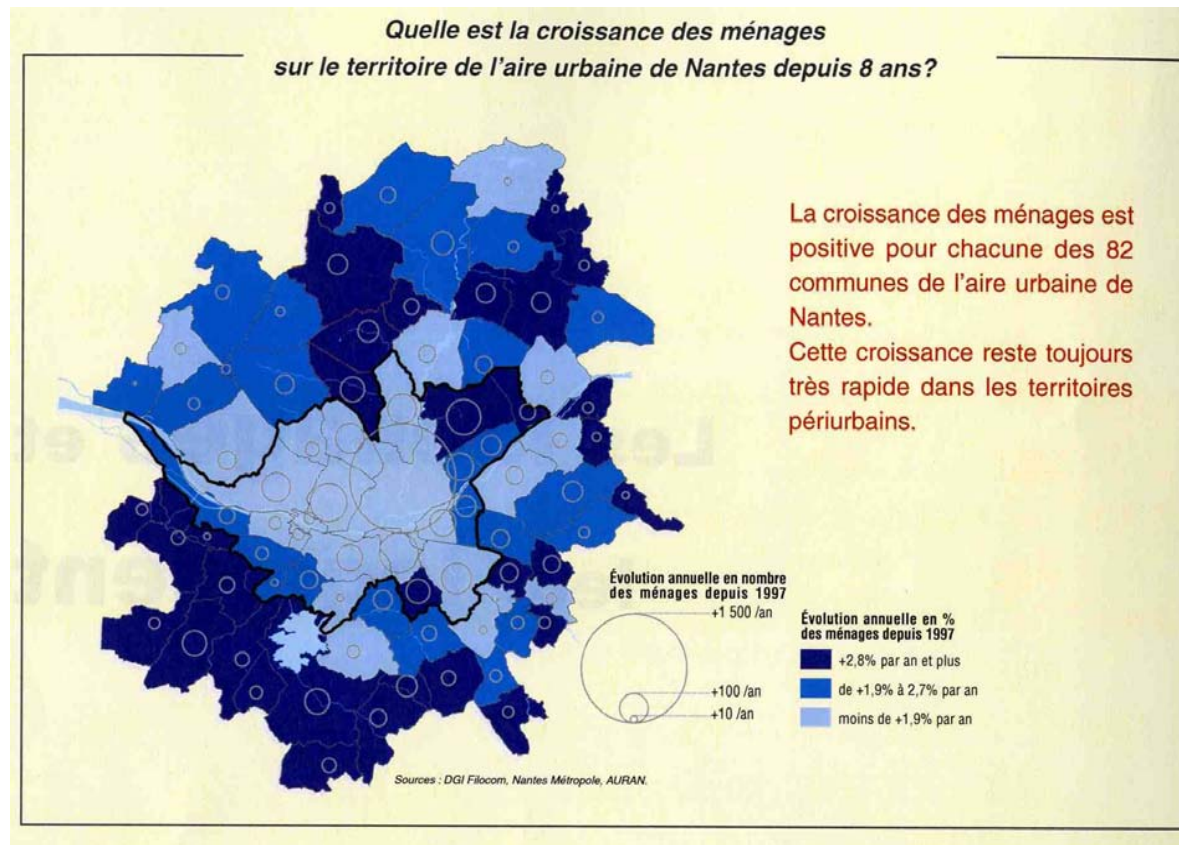 Quelle est la croissance des ménages
sur le territoire de l'aire urbaine de Nantes depuis 8 ans?
La croissance des ménages est
positive pour chacune des 82
communes de l'aire urbaine de
Nantes.
Cette croissance reste toujours
très rapide dans les territoires
périurbains.
Évolution annuelle en nombre
des ménages depuis 1997
+1 500 /an
+100 /an
+10 /an
Évolution annuelle en %
des ménages depuis 1997
+2,8% par an et plus
de +1,9% à 2,7% par an
moins de +1,9% par an
Sources : DGI Filocom, Nantes Métropole, AURAN.